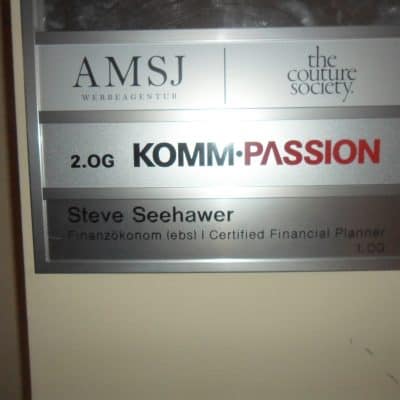 AMSJ
WERBEAGENTUR
the
couture
society.
2.OG KOMM·PASSION
Steve Seehawer
Finanzökonom (ebs) | Certified Financial Planner
1.OG